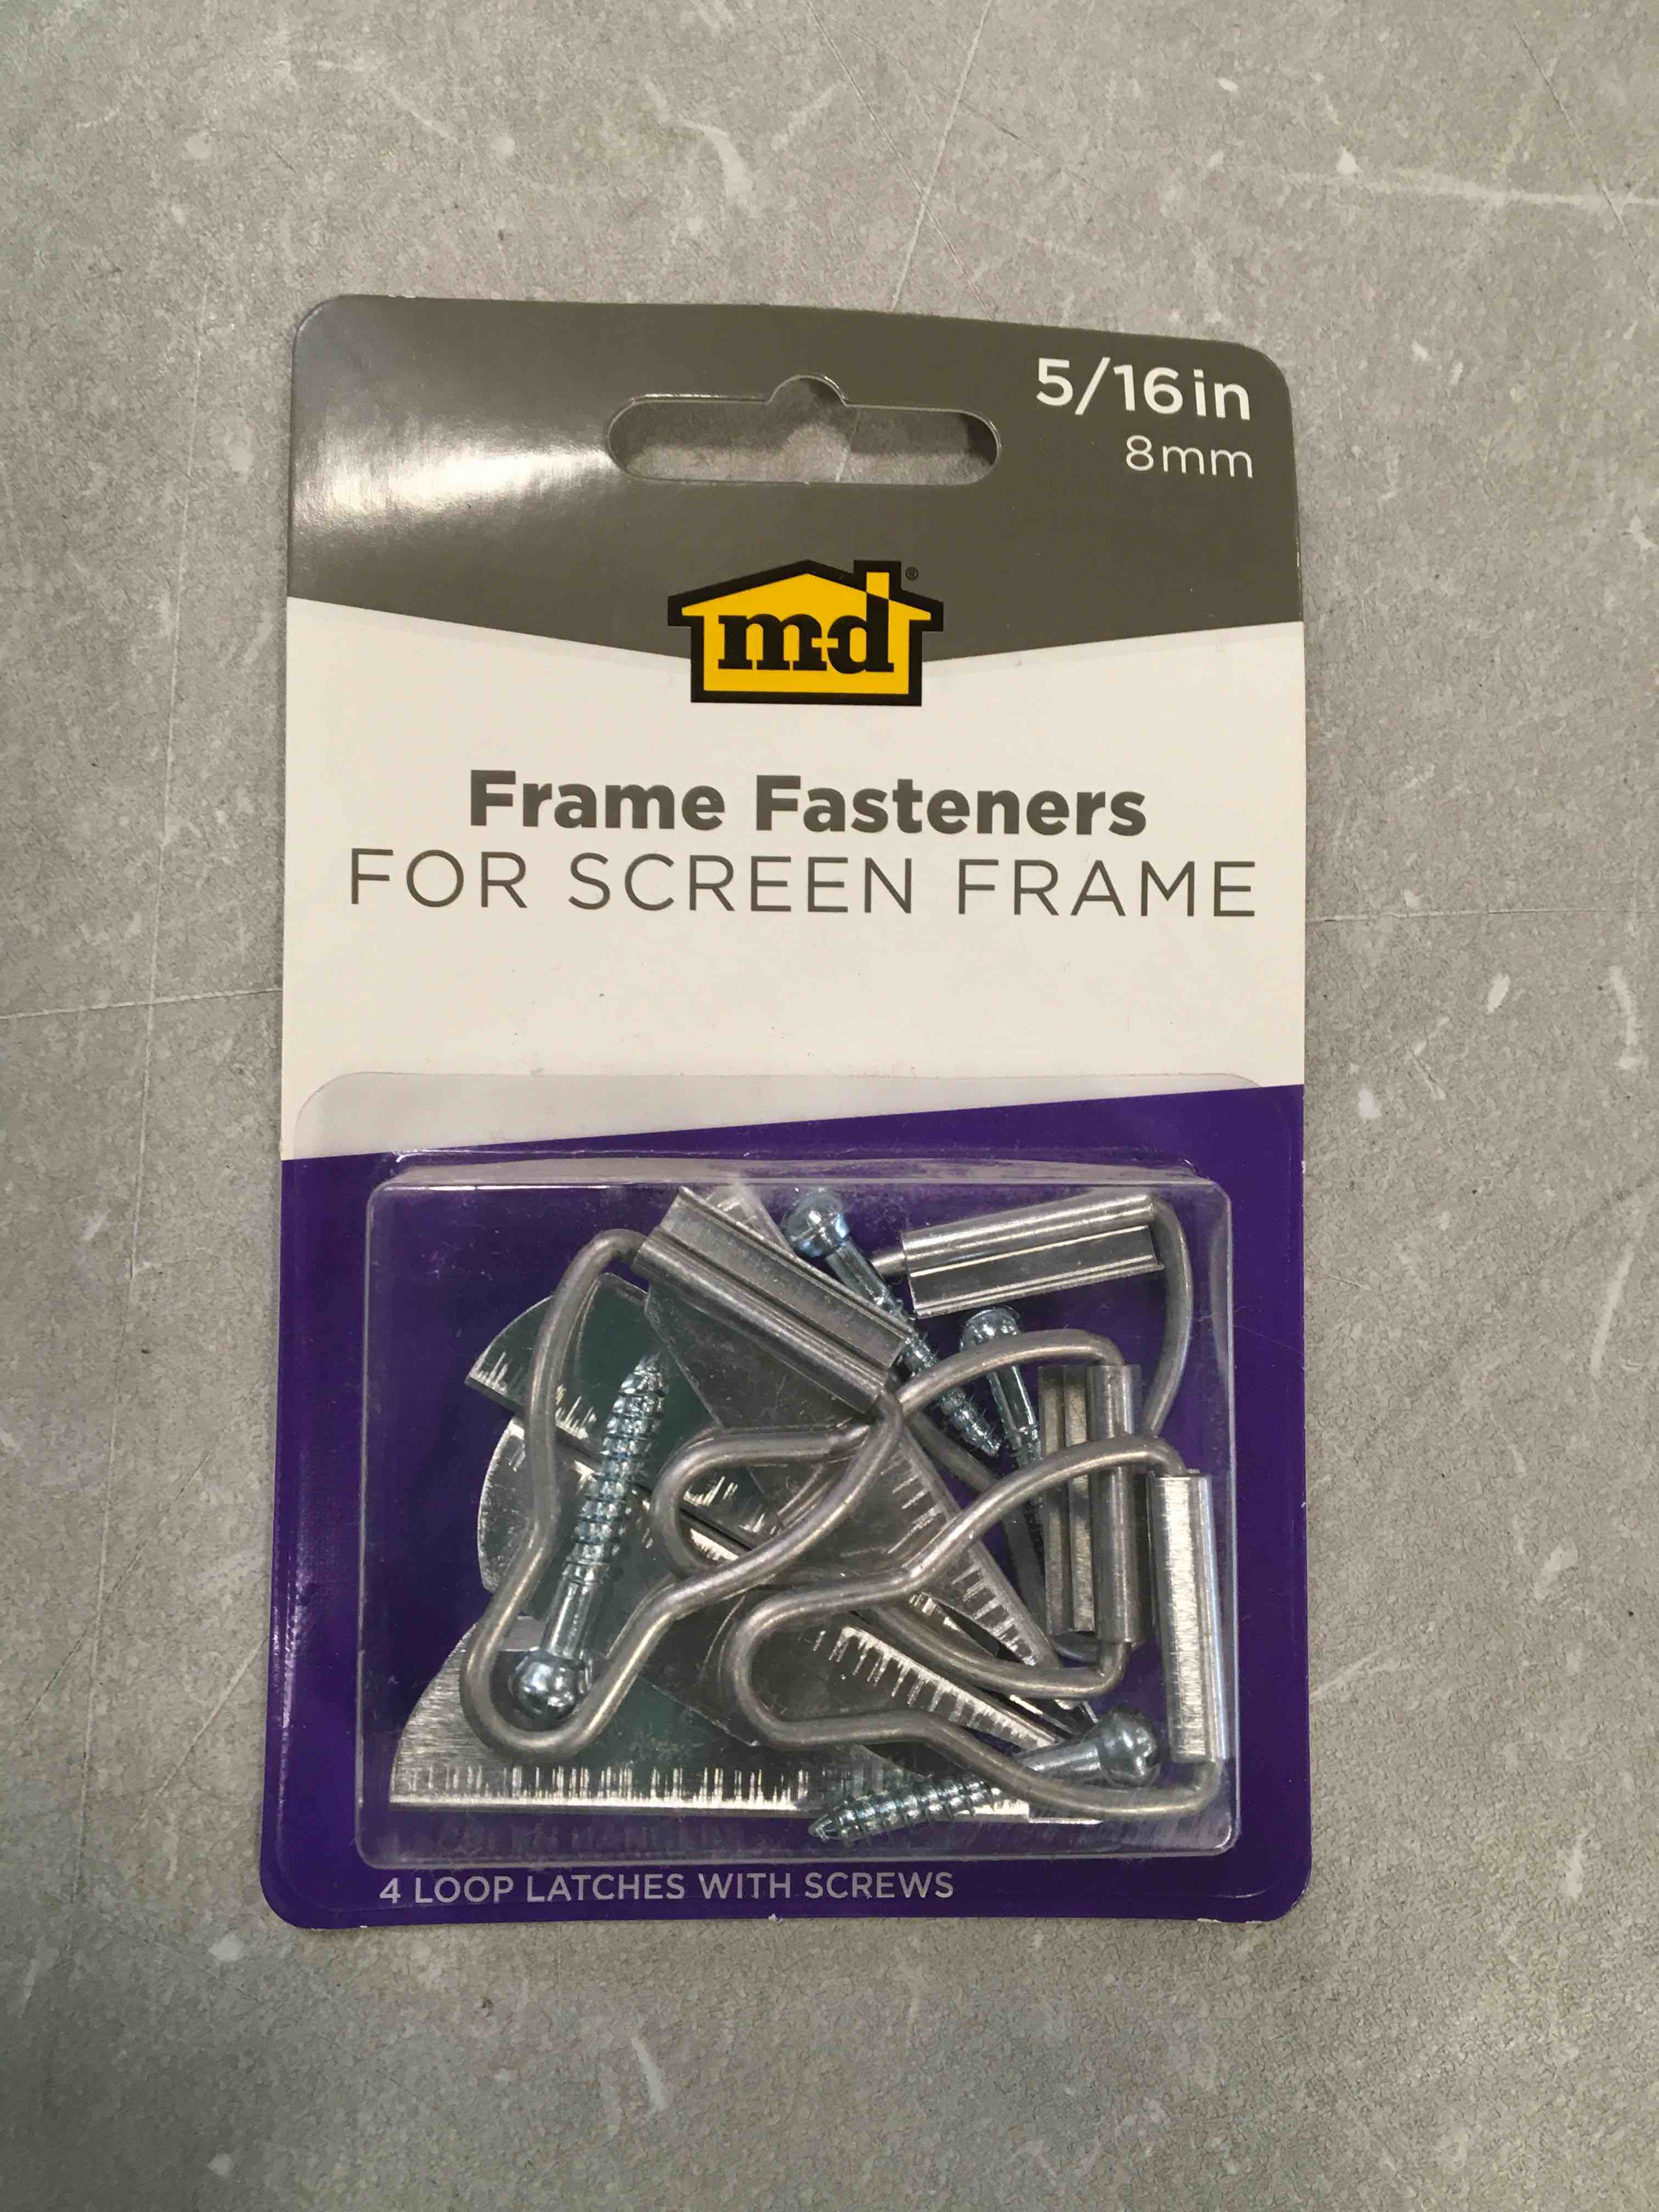 5/16in
8mm
m-d®
Frame Fasteners
FOR SCREEN FRAME
4 LOOP LATCHES WITH SCREWS